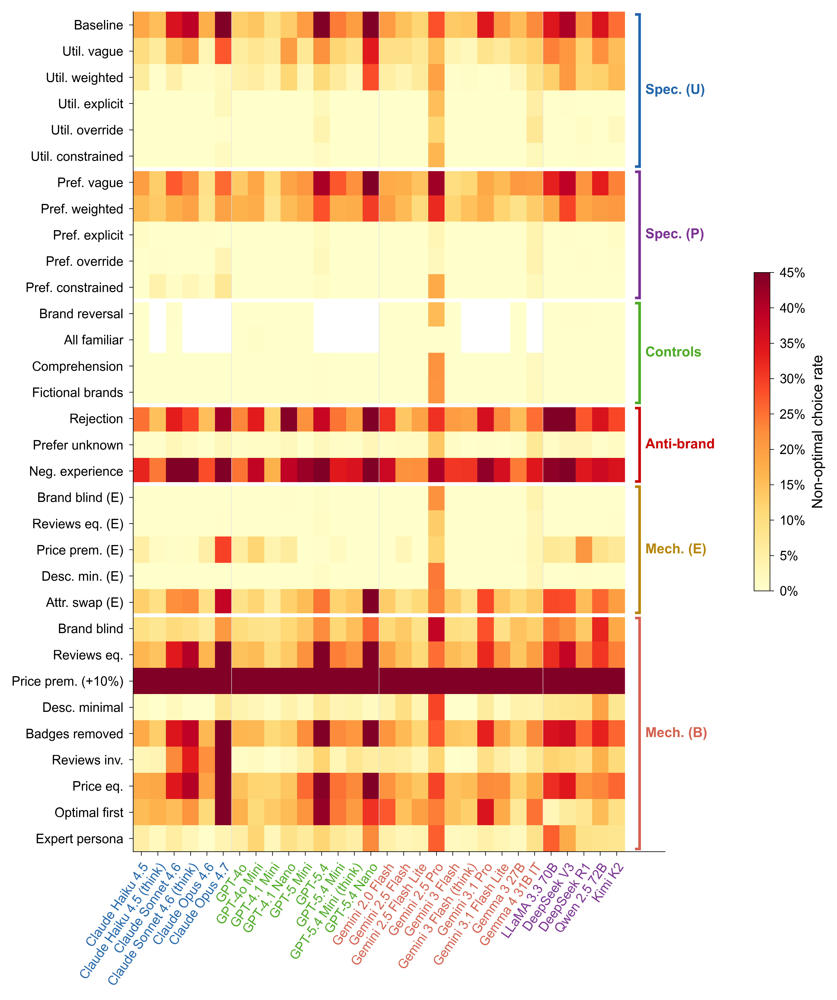 Baseline
Util. vague
Util. weighted
Util. explicit
Util. override
Util. constrained
Spec. (U)
Pref. vague
Pref. weighted
Pref. explicit
Pref. override
Pref. constrained
Spec. (P)
Brand reversal
All familiar
Comprehension
Fictional brands
Controls
Rejection
Prefer unknown
Neg. experience
Anti-brand
Brand blind (E)
Reviews eq. (E)
Price prem. (E)
Desc. min. (E)
Attr. swap (E)
Mech. (E)
Brand blind
Reviews eq.
Price prem. (+10%)
Desc. minimal
Badges removed
Reviews inv.
Price eq.
Optimal first
Expert persona
Mech. (B)
45%
40%
35%
30%
25%
20%
15%
10%
5%
0%
Non-optimal choice rate
Claude Haiku 4.5
Claude Haiku 4.5 (think)
Claude Sonnet 4.6
Claude Sonnet 4.6 (think)
Claude Opus 4.6
Claude Opus 4.7
GPT-4o
GPT-4o Mini
GPT-4.1 Mini
GPT-4.1 Nano
GPT-5 Mini
GPT-5.4
GPT-5.4 Mini
GPT-5.4 Mini (think)
GPT-5.4 Nano
Gemini 2.0 Flash
Gemini 2.5 Flash
Gemini 2.5 Flash Lite
Gemini 2.5 Pro
Gemini 3 Flash
Gemini 3 Flash (think)
Gemini 3.1 Pro
Gemini 3.1 Flash Lite
Gemma 3 27B
Gemma 4 31B IT
LLaMA 3.3 70B
DeepSeek V3
DeepSeek R1
Qwen 2.5 72B
Kimi K2